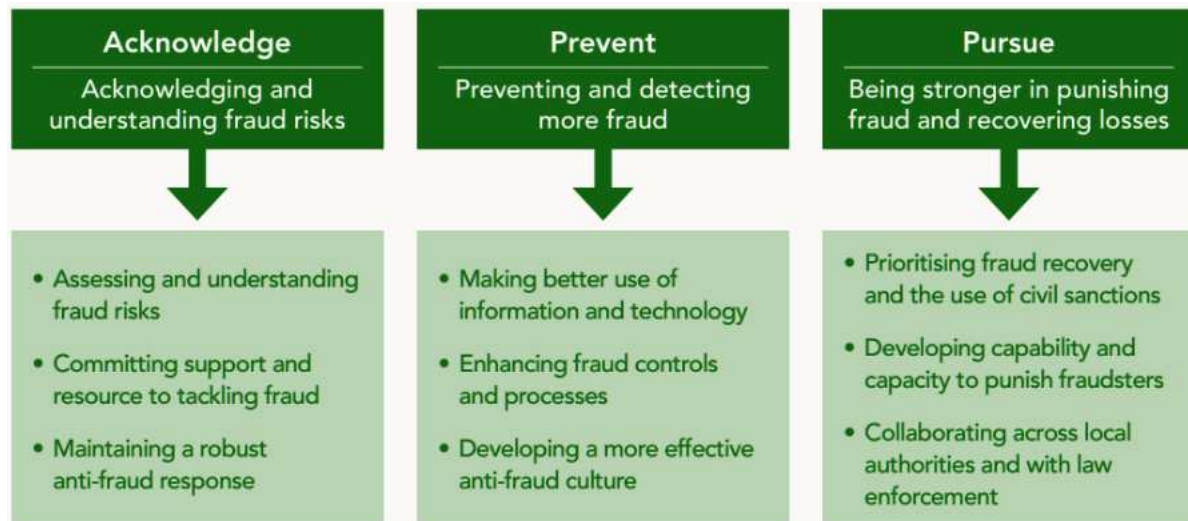 Acknowledge
Acknowledging and
understanding fraud risks
• Assessing and understanding
fraud risks
• Committing support and
resource to tackling fraud
• Maintaining a robust
anti-fraud response
Prevent
Preventing and detecting
more fraud
• Making better use of
information and technology
• Enhancing fraud controls
and processes
• Developing a more effective
anti-fraud culture
Pursue
Being stronger in punishing
fraud and recovering losses
• Prioritising fraud recovery
and the use of civil sanctions
• Developing capability and
capacity to punish fraudsters
• Collaborating across local
authorities and with law
enforcement